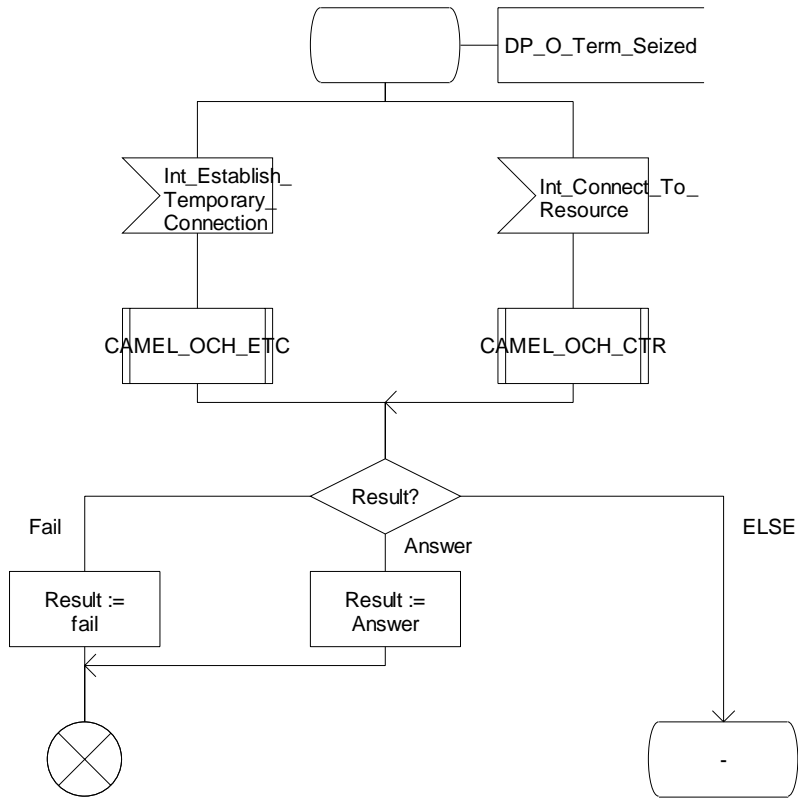 DP_O_Term_Seized
Int_Establish_
Temporary_
Connection
Int_Connect_To_
Resource
CAMEL_OCH_ETC
CAMEL_OCH_CTR
Result?
Fail
Answer
ELSE
Result :=
fail
Result :=
Answer
-